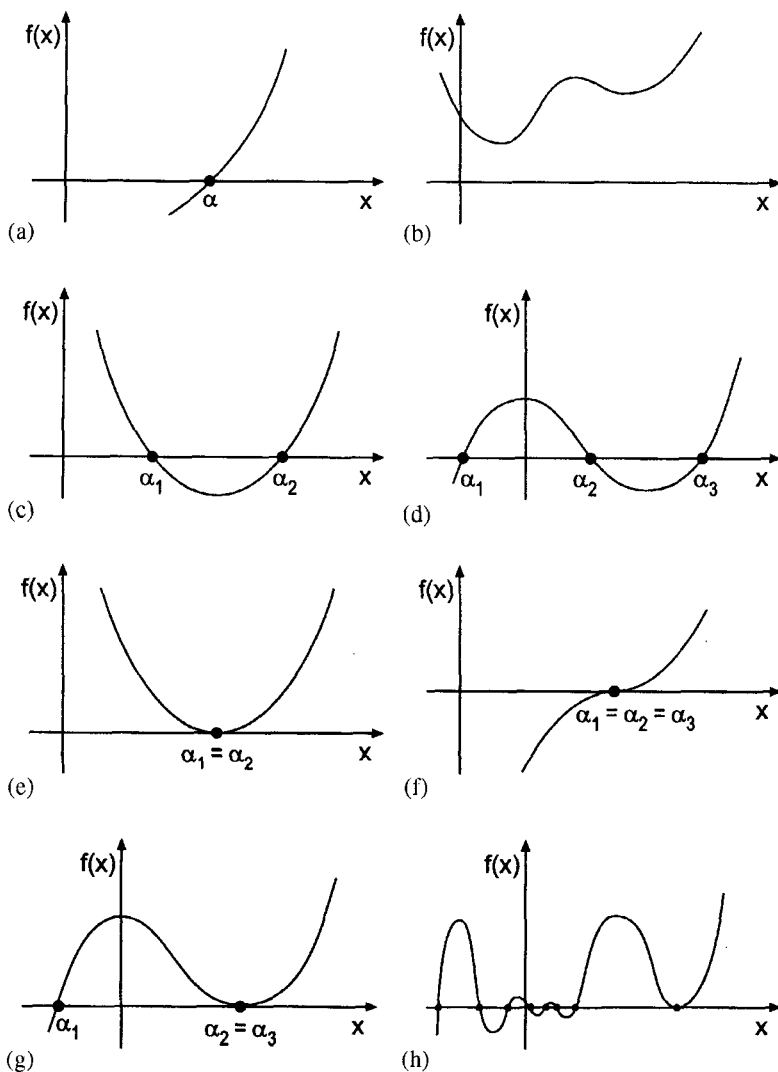 f(x)
α
x
(a)
f(x)
x
(b)
f(x)
α₁
α₂
x
(c)
f(x)
α₁
α₂
α₃
x
(d)
f(x)
α₁ = α₂
x
(e)
f(x)
α₁ = α₂ = α₃
x
(f)
f(x)
α₁
α₂ = α₃
x
(g)
f(x)
x
(h)